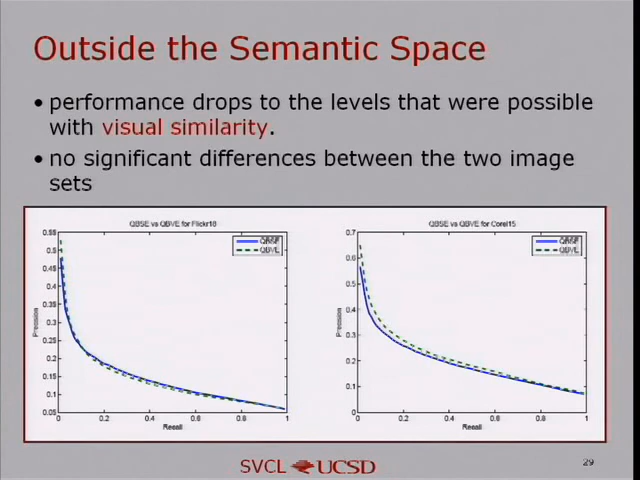 Outside the Semantic Space
• performance drops to the levels that were possible
with visual similarity.
• no significant differences between the two image
sets
QBSE vs QBVE for Flickr18
QBSE
QBVE
0.55
0.5
0.45
0.4
0.35
0.3
0.25
0.2
0.15
0.1
0.05
0 0.2 0.4 0.6 0.8 1
Precision
Recall
QBSE vs QBVE for Corel15
QBSE
QBVE
0.7
0.6
0.5
0.4
0.3
0.2
0.1
0
0 0.2 0.4 0.6 0.8 1
Precision
Recall
SVCL UCSD
29